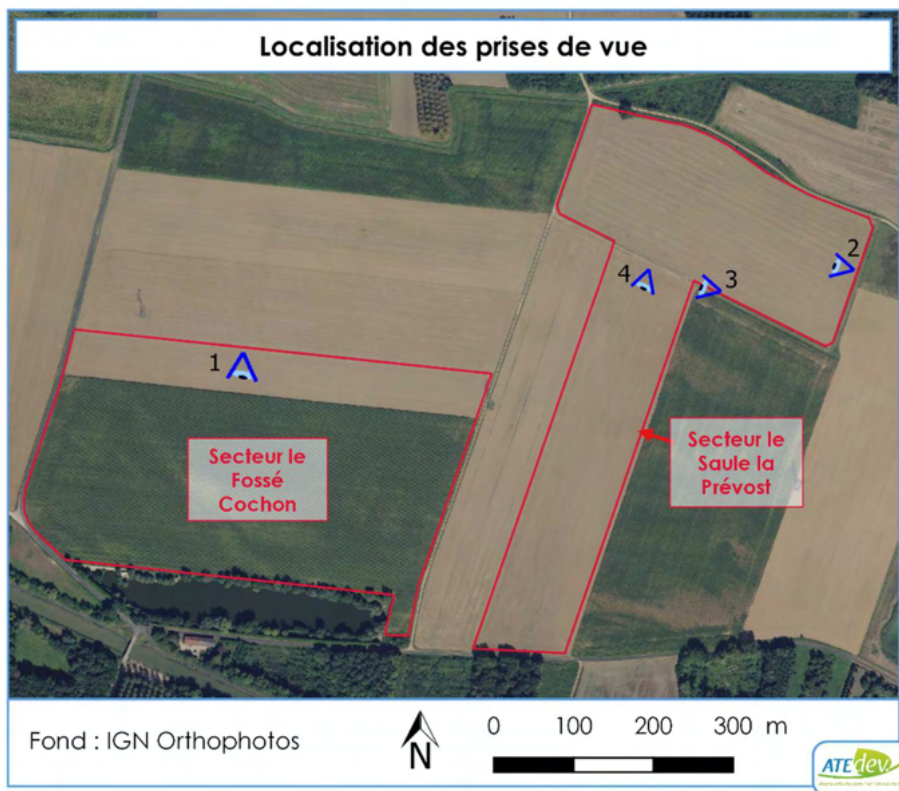 Localisation des prises de vue
2
4
3
1
Secteur le
Fossé
Cochon
Secteur le
Saule la
Prévost
Fond : IGN Orthophotos
N
0 100 200 300 m
ATEdev